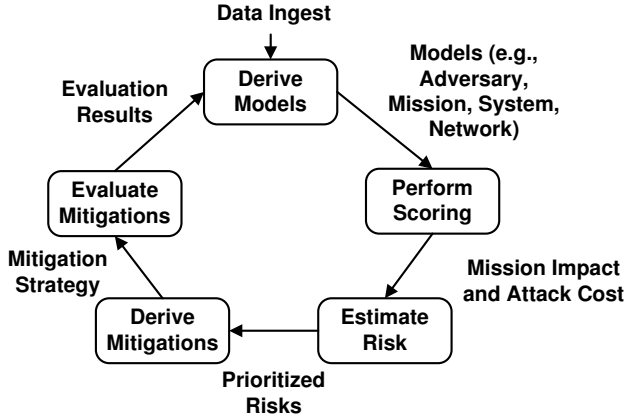 Data Ingest
Derive
Models
Models (e.g.,
Adversary,
Mission, System,
Network)
Perform
Scoring
Mission Impact
and Attack Cost
Estimate
Risk
Prioritized
Risks
Derive
Mitigations
Mitigation
Strategy
Evaluate
Mitigations
Evaluation
Results